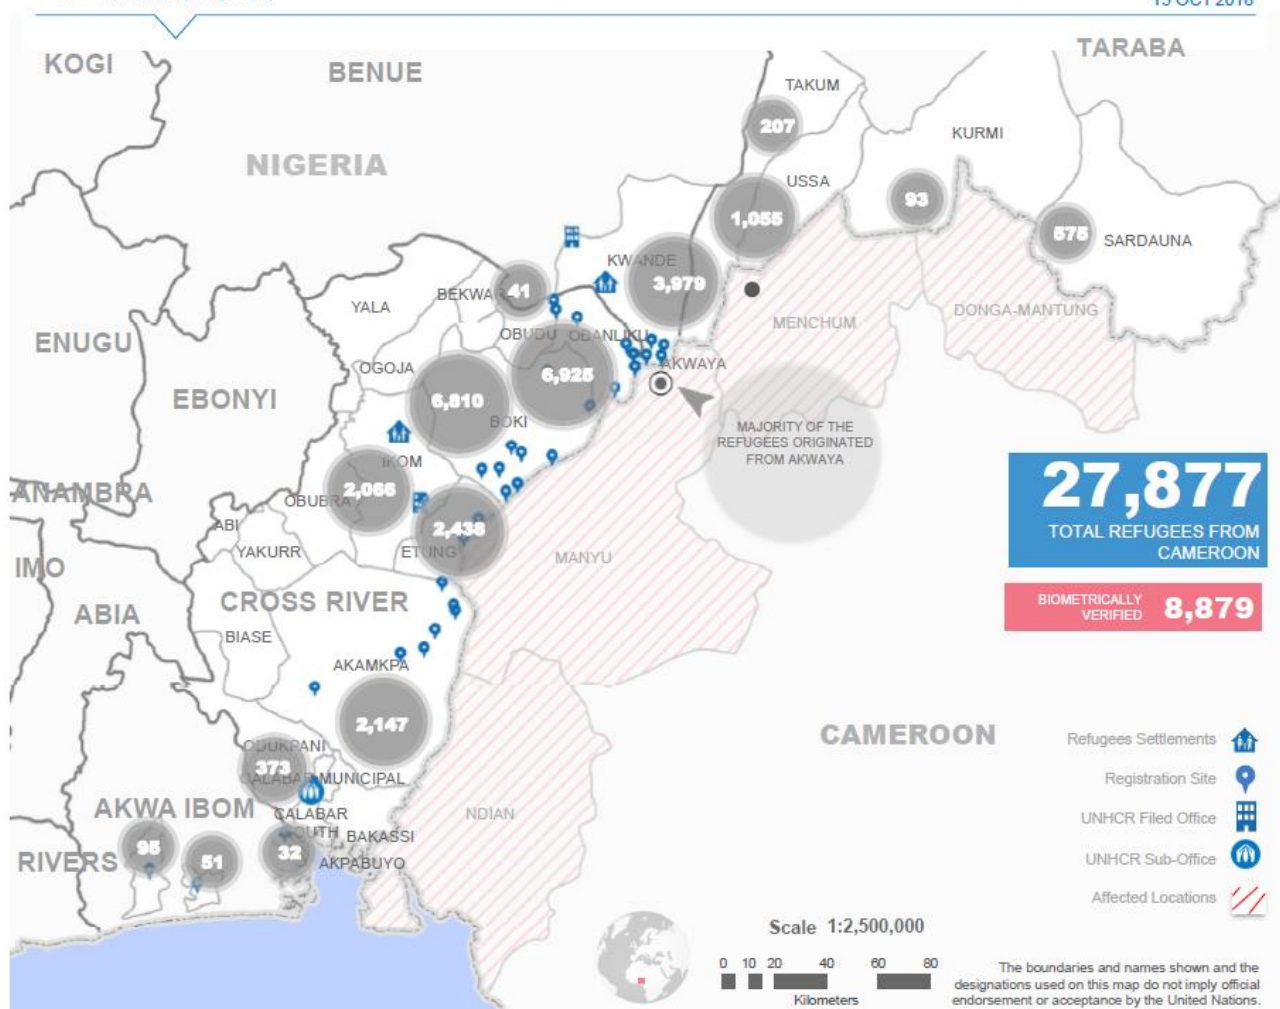 15 OCT 2018
KOGI
BENUE
TARABA
TAKUM
207
KURMI
NIGERIA
USSA
93
1,055
575
SARDAUNA
KWANDE
3,979
41
BEKWARA
YALA
DONGA-MANTUNG
MENCHUM
OBUDU OBANLIKU
ENUGU
AKWAYA
OGOJA
6,925
EBONYI
6,810
BOKI
MAJORITY OF THE
REFUGEES ORIGINATED
FROM AKWAYA
IKOM
27,877
TOTAL REFUGEES FROM
CAMEROON
ANAMBRA
2,066
OBUBRA
ABI
2,438
YAKURR
ETUNG
MANYU
IMO
ABIA
CROSS RIVER
BIOMETRICALLY
VERIFIED
8,879
BIASE
AKAMKPA
2,147
CAMEROON
ODUKPANI
373
CALABAR MUNICIPAL
AKWA IBOM
CALABAR
SOUTH
BAKASSI
NDIAN
RIVERS
95
51
32
AKPABUYO
Refugees Settlements
Registration Site
UNHCR Filed Office
UNHCR Sub-Office
Affected Locations
Scale 1:2,500,000
0 10 20 40 60 80
Kilometers
The boundaries and names shown and the
designations used on this map do not imply official
endorsement or acceptance by the United Nations.